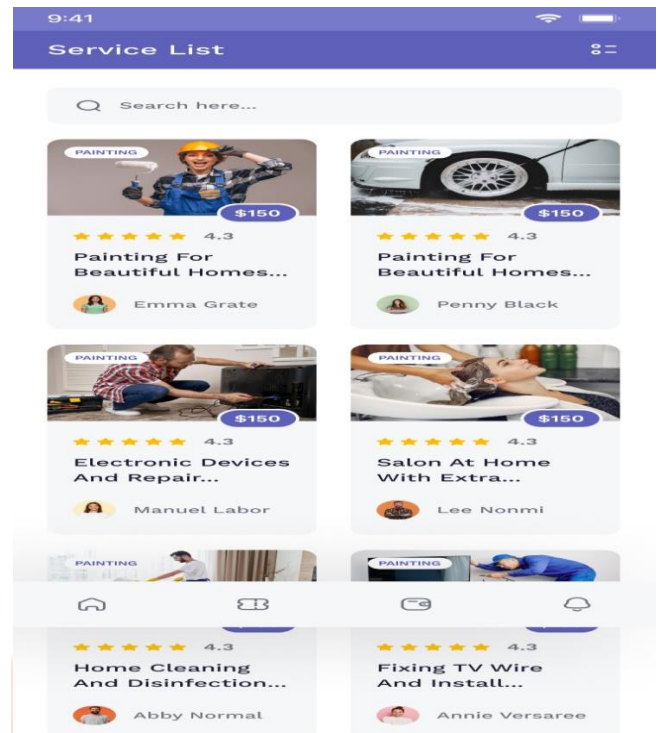 9:41
Service List
Search here...
PAINTING
PAINTING
$150
$150
4.3
4.3
Painting For
Beautiful Homes...
Painting For
Beautiful Homes...
Emma Grate
Penny Black
PAINTING
PAINTING
$150
$150
4.3
4.3
Electronic Devices
And Repair...
Salon At Home
With Extra...
Manuel Labor
Lee Nonmi
PAINTING
PAINTING
4.3
4.3
Home Cleaning
And Disinfection...
Fixing TV Wire
And Install...
Abby Normal
Annie Versaree